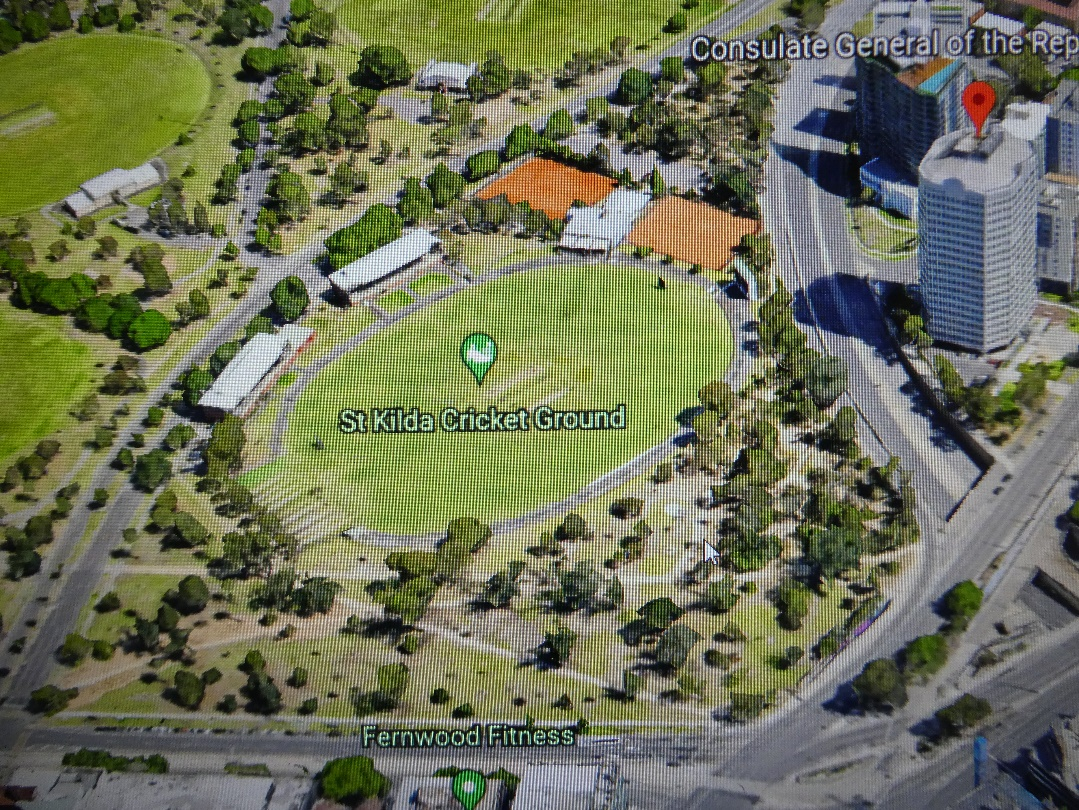 Consulate General of the Rep
St Kilda Cricket Ground
Fernwood Fitness